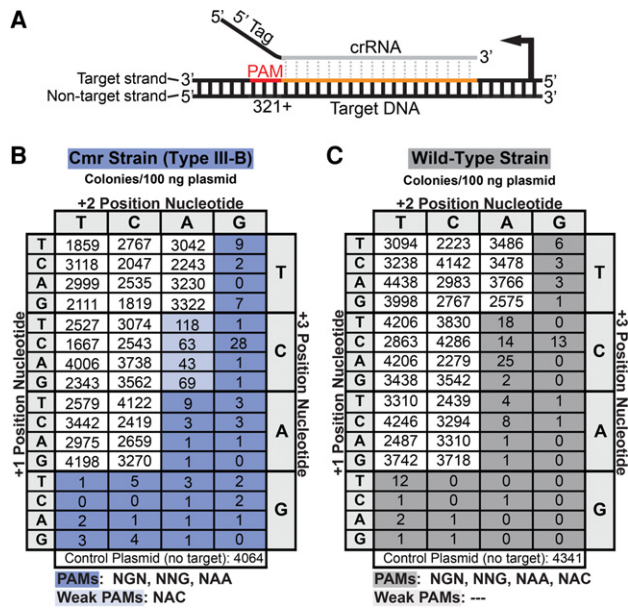 A
5' 5' Tag
crRNA 3'
PAM
Target strand 3' 5'
Non-target strand 5' 3'
321+ Target DNA
B
Cmr Strain (Type III-B)
Colonies/100 ng plasmid
+2 Position Nucleotide
T C A G
+1 Position Nucleotide
+3 Position Nucleotide
T 1859 2767 3042 9 T
C 3118 2047 2243 2
A 2999 2535 3230 0
G 2111 1819 3322 7
T 2527 3074 118 1 C
C 1667 2543 63 28
A 4006 3738 43 1
G 2343 3562 69 1
T 2579 4122 9 3 A
C 3442 2419 3 3
A 2975 2659 1 1
G 4198 3270 1 0
T 1 5 3 2 G
C 0 0 1 2
A 2 1 1 1
G 3 4 1 0
Control Plasmid (no target): 4064
PAMs: NGN, NNG, NAA
Weak PAMs: NAC
C
Wild-Type Strain
Colonies/100 ng plasmid
+2 Position Nucleotide
T C A G
+1 Position Nucleotide
+3 Position Nucleotide
T 3094 2223 3486 6 T
C 3238 4142 3478 3
A 4438 2983 3766 3
G 3998 2767 2575 1
T 4206 3830 18 0 C
C 2863 4286 14 13
A 4206 2279 25 0
G 3438 3542 2 0
T 3310 2439 4 1 A
C 4246 3294 8 1
A 2487 3310 1 0
G 3742 3718 1 0
T 12 0 0 0 G
C 1 0 1 0
A 2 1 0 0
G 1 1 0 0
Control Plasmid (no target): 4341
PAMs: NGN, NNG, NAA, NAC
Weak PAMs: ---